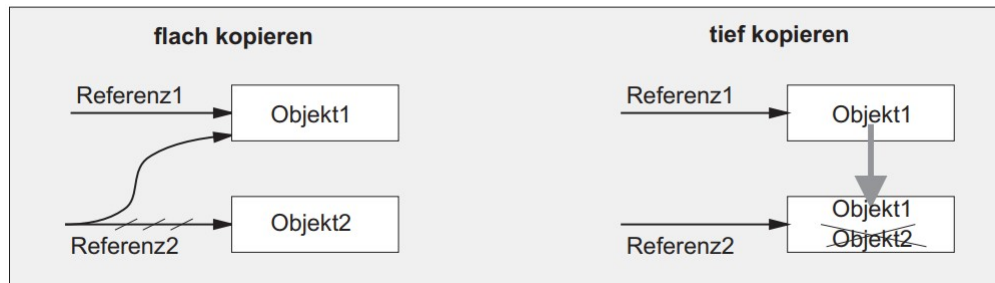 flach kopieren
Referenz1
Objekt1
Objekt2
Referenz2
tief kopieren
Referenz1
Objekt1
Objekt1
Objekt2
Referenz2